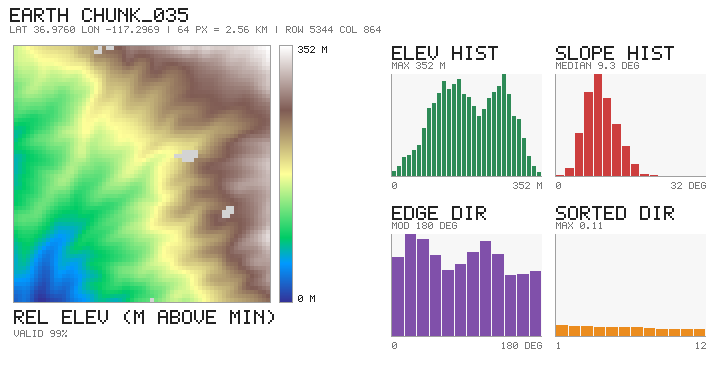 EARTH CHUNK_035
LAT 36.9760 LON -117.2969 | 64 PX = 2.56 KM | ROW 5344 COL 864
352 M
0 M
REL ELEV (M ABOVE MIN)
VALID 99%
ELEV HIST
MAX 352 M
0 352 M
SLOPE HIST
MEDIAN 9.3 DEG
0 32 DEG
EDGE DIR
MOD 180 DEG
0 180 DEG
SORTED DIR
MAX 0.11
1 12